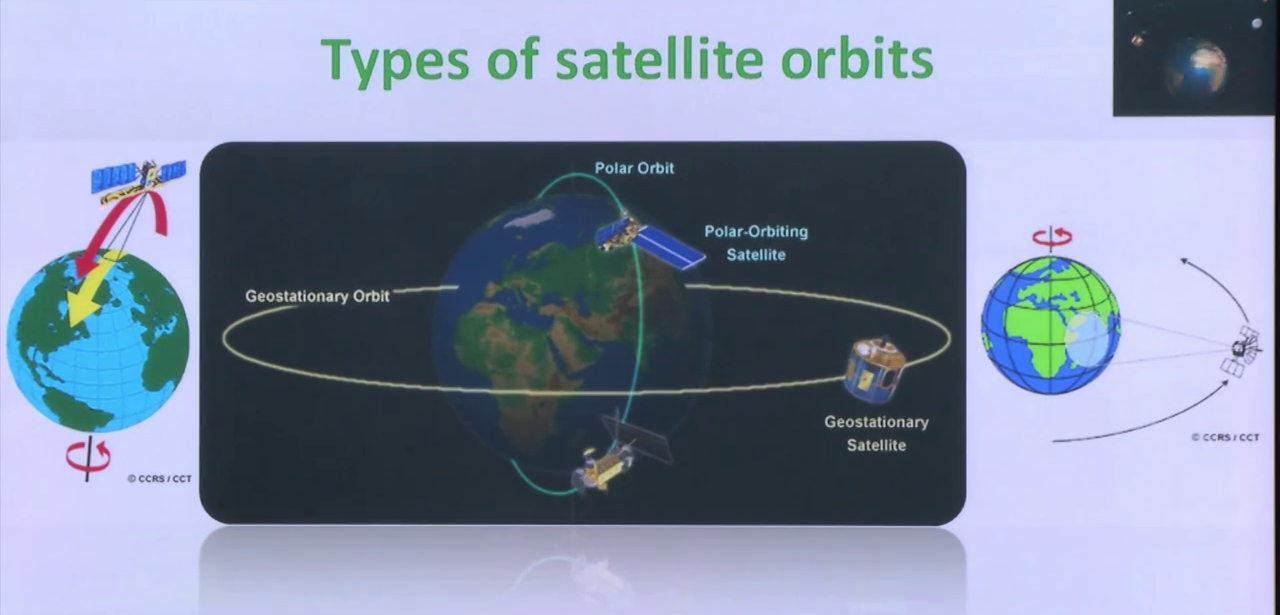 Types of satellite orbits
Polar Orbit
Polar-Orbiting
Satellite
Geostationary Orbit
Geostationary
Satellite
© CCRS / CCT
© CCRS / CCT